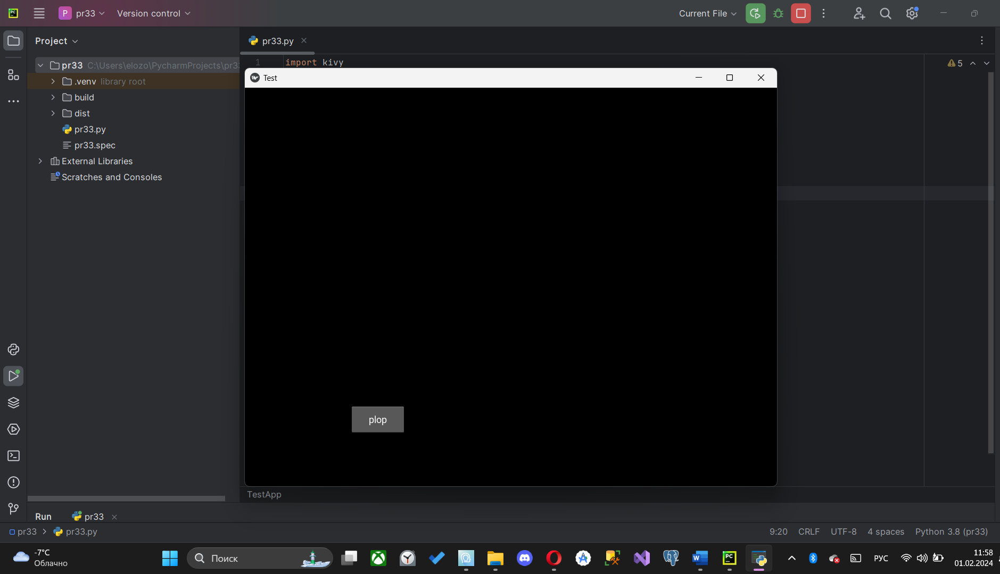 P pr33 Version control Current File
Project
pr33.py
pr33 C:\Users\elozo\PycharmProjects\pr3
.venv library root
build
dist
pr33.py
pr33.spec
External Libraries
Scratches and Consoles
1 import kivy
5
Test
plop
TestApp
Run pr33
pr33 pr33.py
9:20 CRLF UTF-8 4 spaces Python 3.8 (pr33)
-7°C
Облачно
Поиск
РУС
11:58
01.02.2024